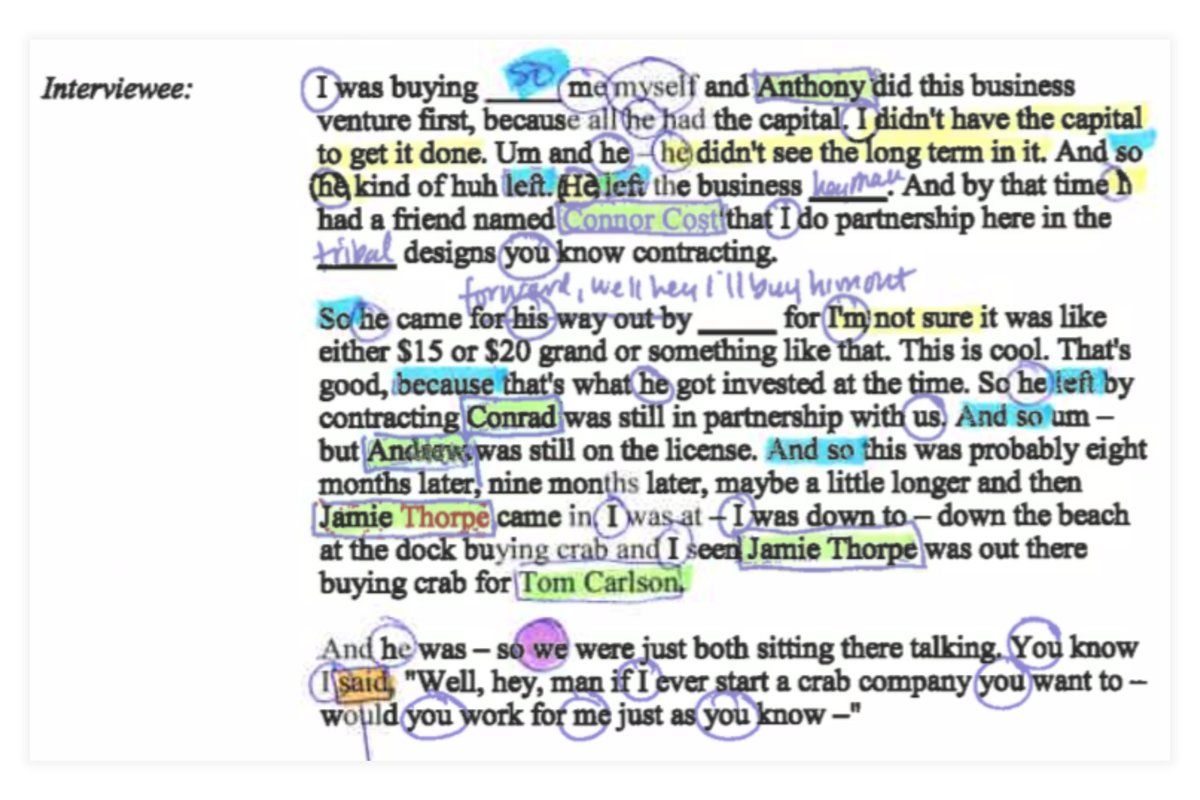 Interviewee:
I was buying so me myself and Anthony did this business
venture first, because all he had the capital. I didn't have the capital
to get it done. Um and he – he didn't see the long term in it. And so
(he kind of huh left. (He left the business hey man. And by that time I
had a friend named Connor Cost that I do partnership here in the
tribal designs you know contracting.
forward, well hey I'll buy him out
So he came for his way out by _____ for I'm not sure it was like
either $15 or $20 grand or something like that. This is cool. That's
good, because that's what he got invested at the time. So he left by
contracting Conrad was still in partnership with us. And so um –
but Andrew was still on the license. And so this was probably eight
months later, nine months later, maybe a little longer and then
Jamie Thorpe came in. I was at – I was down to – down the beach
at the dock buying crab and I seen Jamie Thorpe was out there
buying crab for Tom Carlson.
And he was – so we were just both sitting there talking. You know
I said, "Well, hey, man if I ever start a crab company you want to –
would you work for me just as you know –"